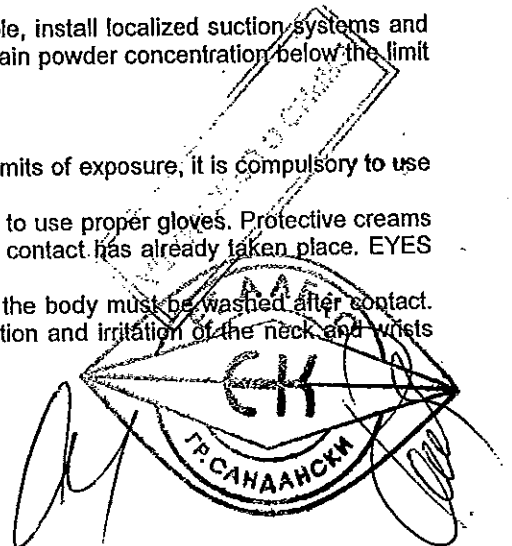 ple, install localized suction systems and
ain powder concentration below the limit
mits of exposure, it is compulsory to use
to use proper gloves. Protective creams
contact has already taken place. EYES
the body must be washed after contact.
tion and irritation of the neck and wrists
СК
ГР. САНДАНСКИ